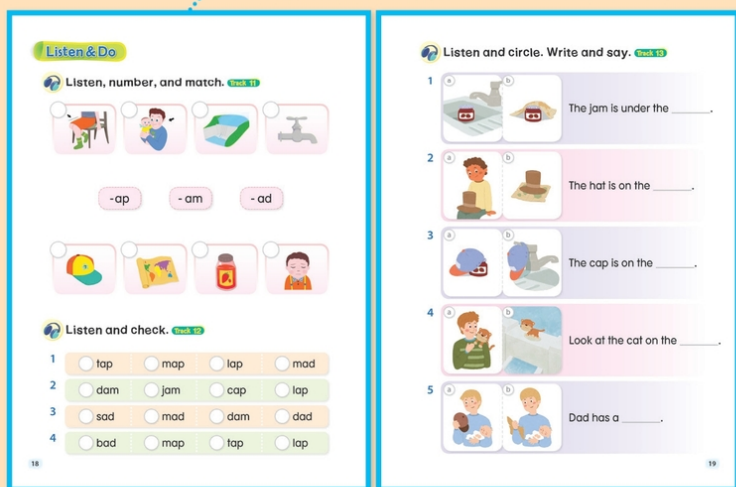 Listen & Do
Listen, number, and match. Track 11
-ap -am -ad
Listen and check. Track 12
1 tap map lap mad
2 dam jam cap lap
3 sad mad dam dad
4 bad map tap lap
18
Listen and circle. Write and say. Track 13
1 a b The jam is under the ______.
2 a b The hat is on the ______.
3 a b The cap is on the ______.
4 a b Look at the cat on the ______.
5 a b Dad has a ______.
19